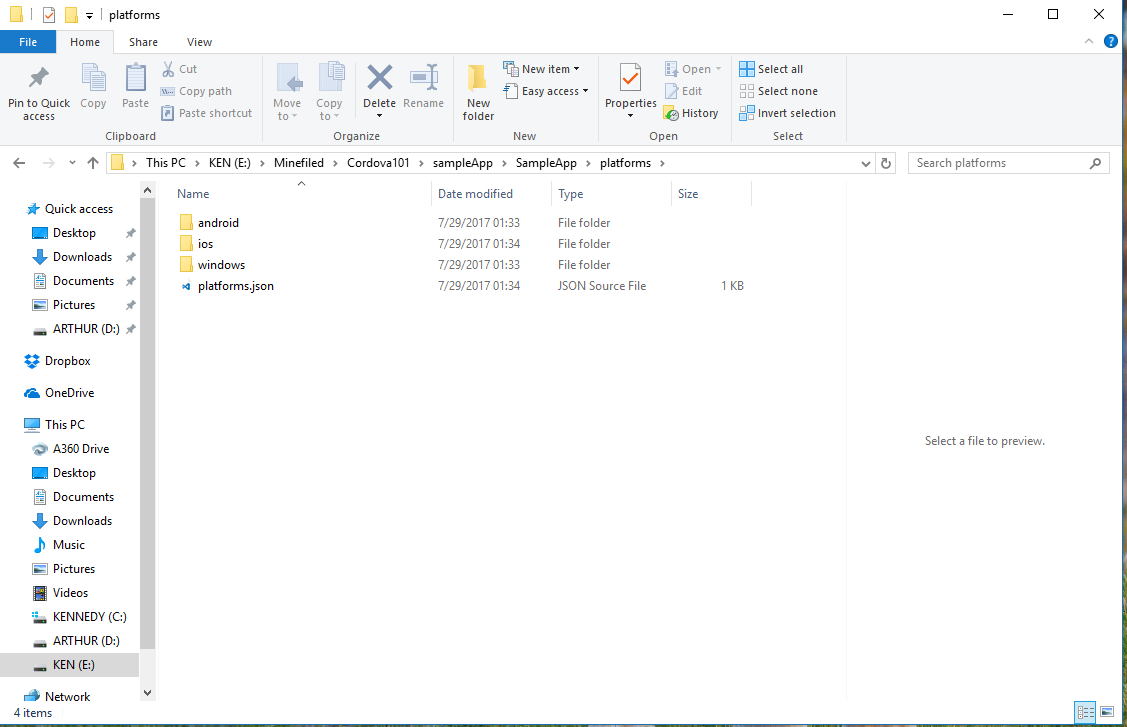 platforms
File Home Share View
Pin to Quick access
Copy
Paste
Cut
Copy path
Paste shortcut
Clipboard
Move to
Copy to
Delete
Rename
Organize
New folder
New item
Easy access
New
Properties
Open
Edit
History
Open
Select all
Select none
Invert selection
Select
This PC > KEN (E:) > Minefiled > Cordova101 > sampleApp > SampleApp > platforms >
Search platforms
Quick access
Desktop
Downloads
Documents
Pictures
ARTHUR (D:)
Dropbox
OneDrive
This PC
A360 Drive
Desktop
Documents
Downloads
Music
Pictures
Videos
KENNEDY (C:)
ARTHUR (D:)
KEN (E:)
Network
Name Date modified Type Size
android 7/29/2017 01:33 File folder
ios 7/29/2017 01:34 File folder
windows 7/29/2017 01:33 File folder
platforms.json 7/29/2017 01:34 JSON Source File 1 KB
Select a file to preview.
4 items